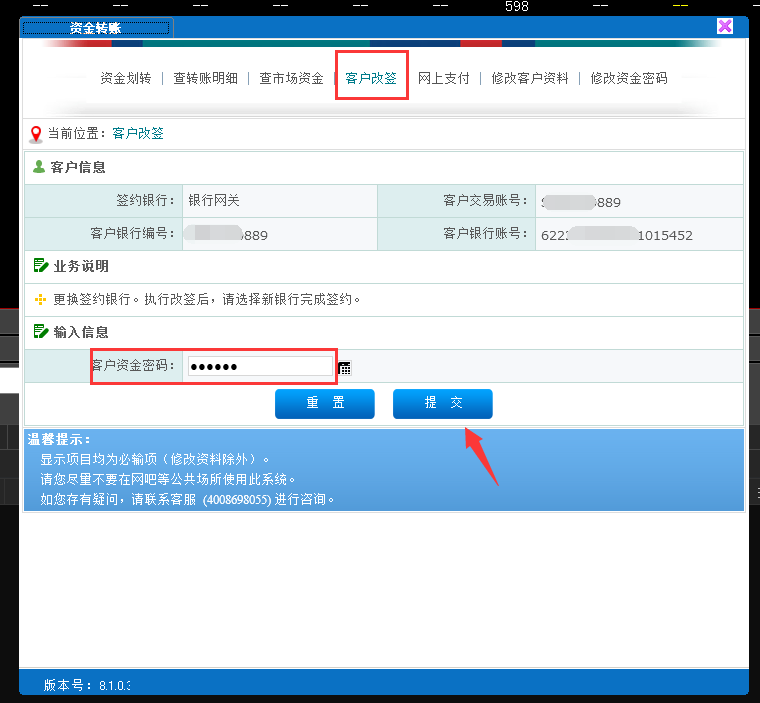 -- -- -- -- -- -- 598 -- -- --
资金转账
资金划转 | 查转账明细 | 查市场资金 | 客户改签 网上支付 | 修改客户资料 | 修改资金密码
当前位置：客户改签
客户信息
签约银行： 银行网关 客户交易账号： 889
客户银行编号： 889 客户银行账号： 622 1015452
业务说明
更换签约银行。执行改签后，请选择新银行完成签约。
输入信息
客户资金密码： ●●●●●●
重 置 提 交
温馨提示：
显示项目均为必输项（修改资料除外）。
请您尽量不要在网吧等公共场所使用此系统。
如您存有疑问，请联系客服 (4008698055) 进行咨询。
版本号：8.1.0.3